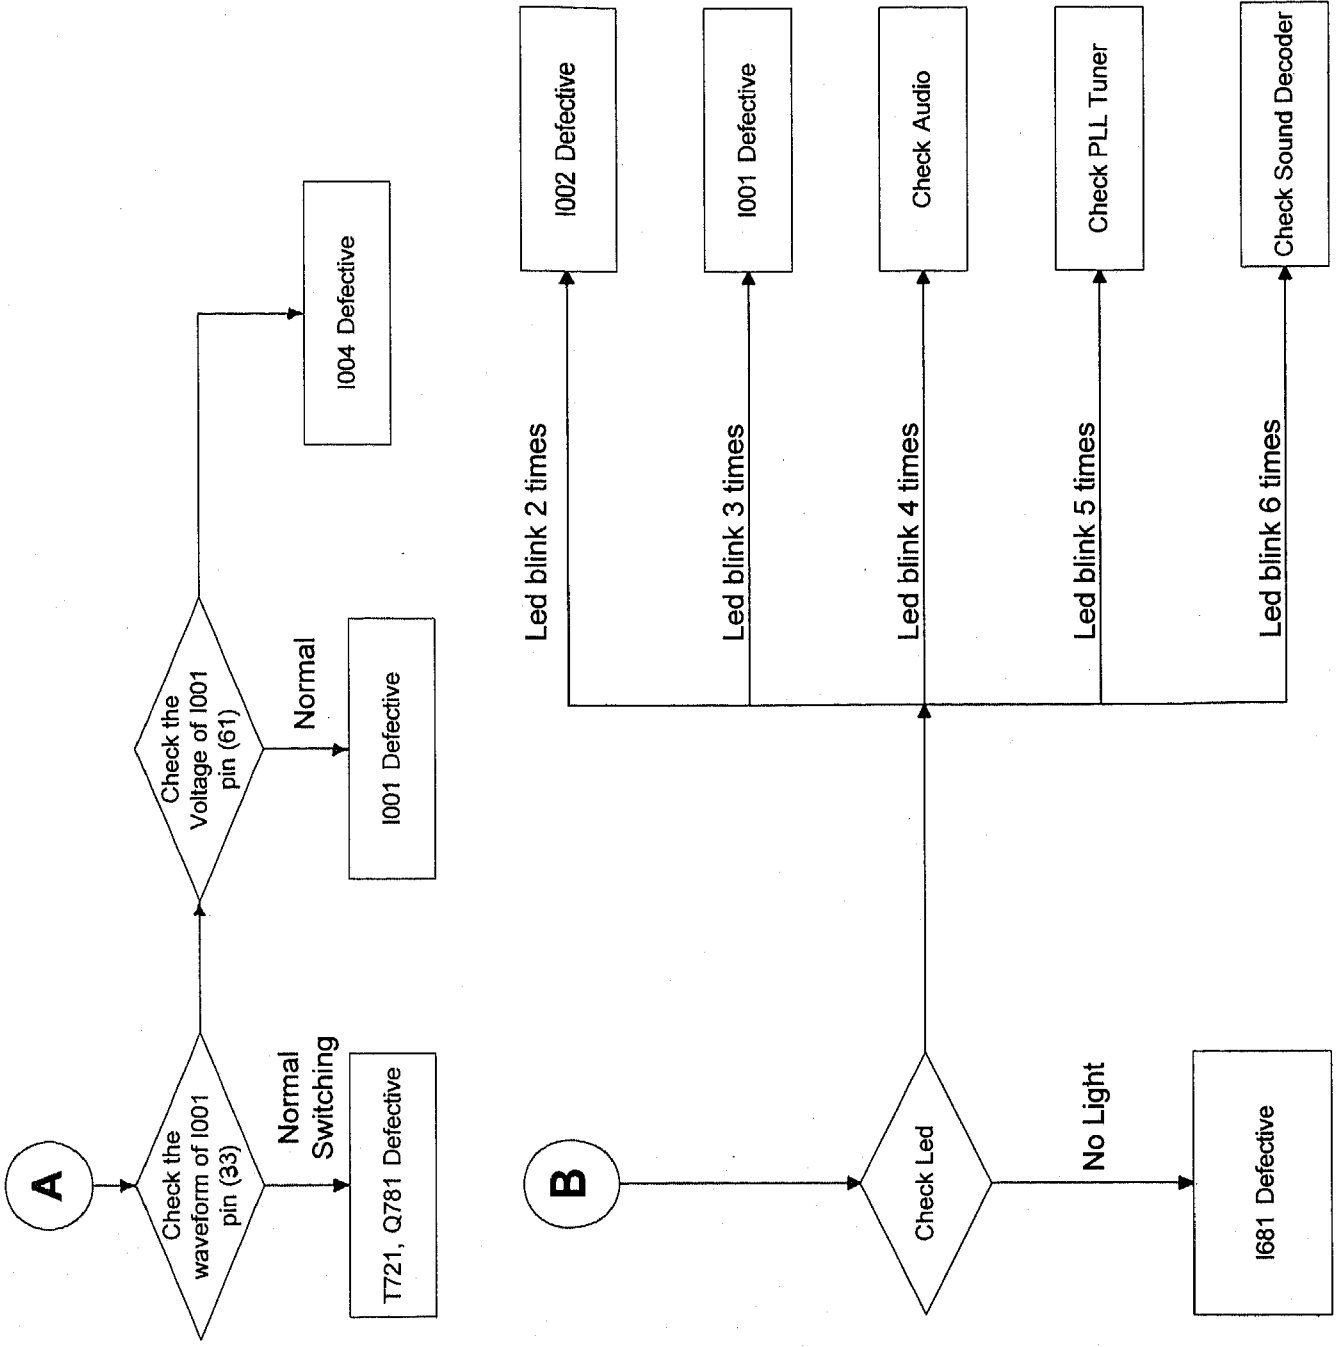 A
Check the
waveform of I001
pin (33)
Normal
Switching
T721, Q781 Defective
Check the
Voltage of I001
pin (61)
Normal
I001 Defective
I004 Defective
B
Check Led
No Light
I681 Defective
Led blink 2 times
I002 Defective
Led blink 3 times
I001 Defective
Led blink 4 times
Check Audio
Led blink 5 times
Check PLL Tuner
Led blink 6 times
Check Sound Decoder